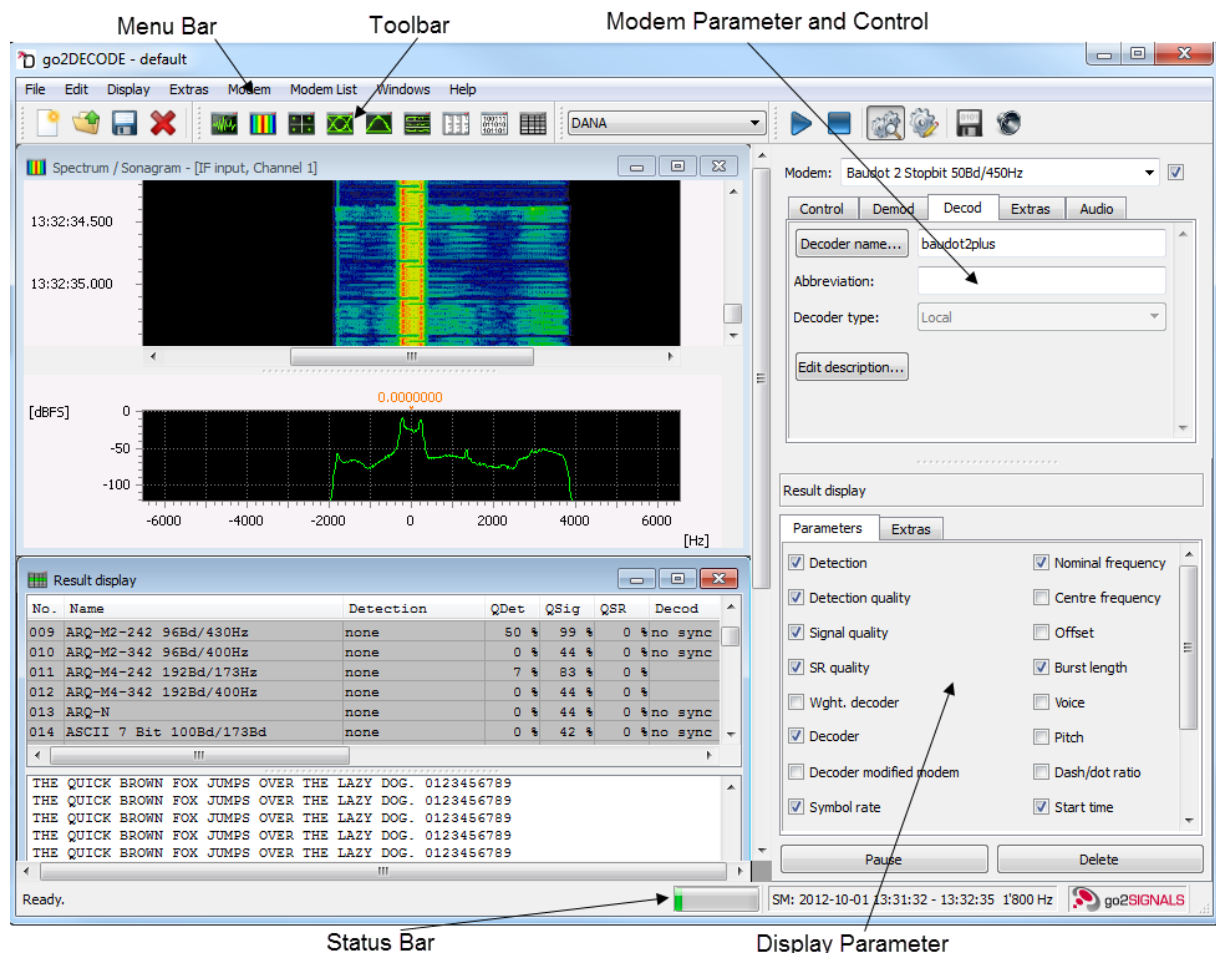 Menu Bar Toolbar Modem Parameter and Control
go2DECODE - default
File Edit Display Extras Modem Modem List Windows Help
DANA
Spectrum / Sonagram - [IF input, Channel 1]
13:32:34.500
13:32:35.000
0.0000000
[dBFS]
0
-50
-100
-6000 -4000 -2000 0 2000 4000 6000
[Hz]
Modem: Baudot 2 Stopbit 50Bd/450Hz
Control Demod Decod Extras Audio
Decoder name... baudot2plus
Abbreviation:
Decoder type: Local
Edit description...
Result display
No. Name Detection QDet QSig QSR Decod
009 ARQ-M2-242 96Bd/430Hz none 50 % 99 % 0 % no sync
010 ARQ-M2-342 96Bd/400Hz none 0 % 44 % 0 % no sync
011 ARQ-M4-242 192Bd/173Hz none 7 % 83 % 0 %
012 ARQ-M4-342 192Bd/400Hz none 0 % 44 % 0 %
013 ARQ-N none 0 % 44 % 0 % no sync
014 ASCII 7 Bit 100Bd/173Bd none 0 % 42 % 0 % no sync
THE QUICK BROWN FOX JUMPS OVER THE LAZY DOG. 0123456789
THE QUICK BROWN FOX JUMPS OVER THE LAZY DOG. 0123456789
THE QUICK BROWN FOX JUMPS OVER THE LAZY DOG. 0123456789
THE QUICK BROWN FOX JUMPS OVER THE LAZY DOG. 0123456789
THE QUICK BROWN FOX JUMPS OVER THE LAZY DOG. 0123456789
Result display
Parameters Extras
Detection Nominal frequency
Detection quality Centre frequency
Signal quality Offset
SR quality Burst length
Wght. decoder Voice
Decoder Pitch
Decoder modified modem Dash/dot ratio
Symbol rate Start time
Pause Delete
Ready. SM: 2012-10-01 13:31:32 - 13:32:35 1'800 Hz go2SIGNALS
Status Bar Display Parameter